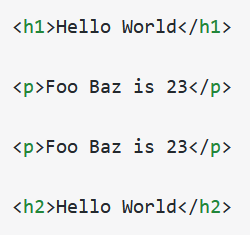 <h1>Hello World</h1>
<p>Foo Baz is 23</p>
<p>Foo Baz is 23</p>
<h2>Hello World</h2>